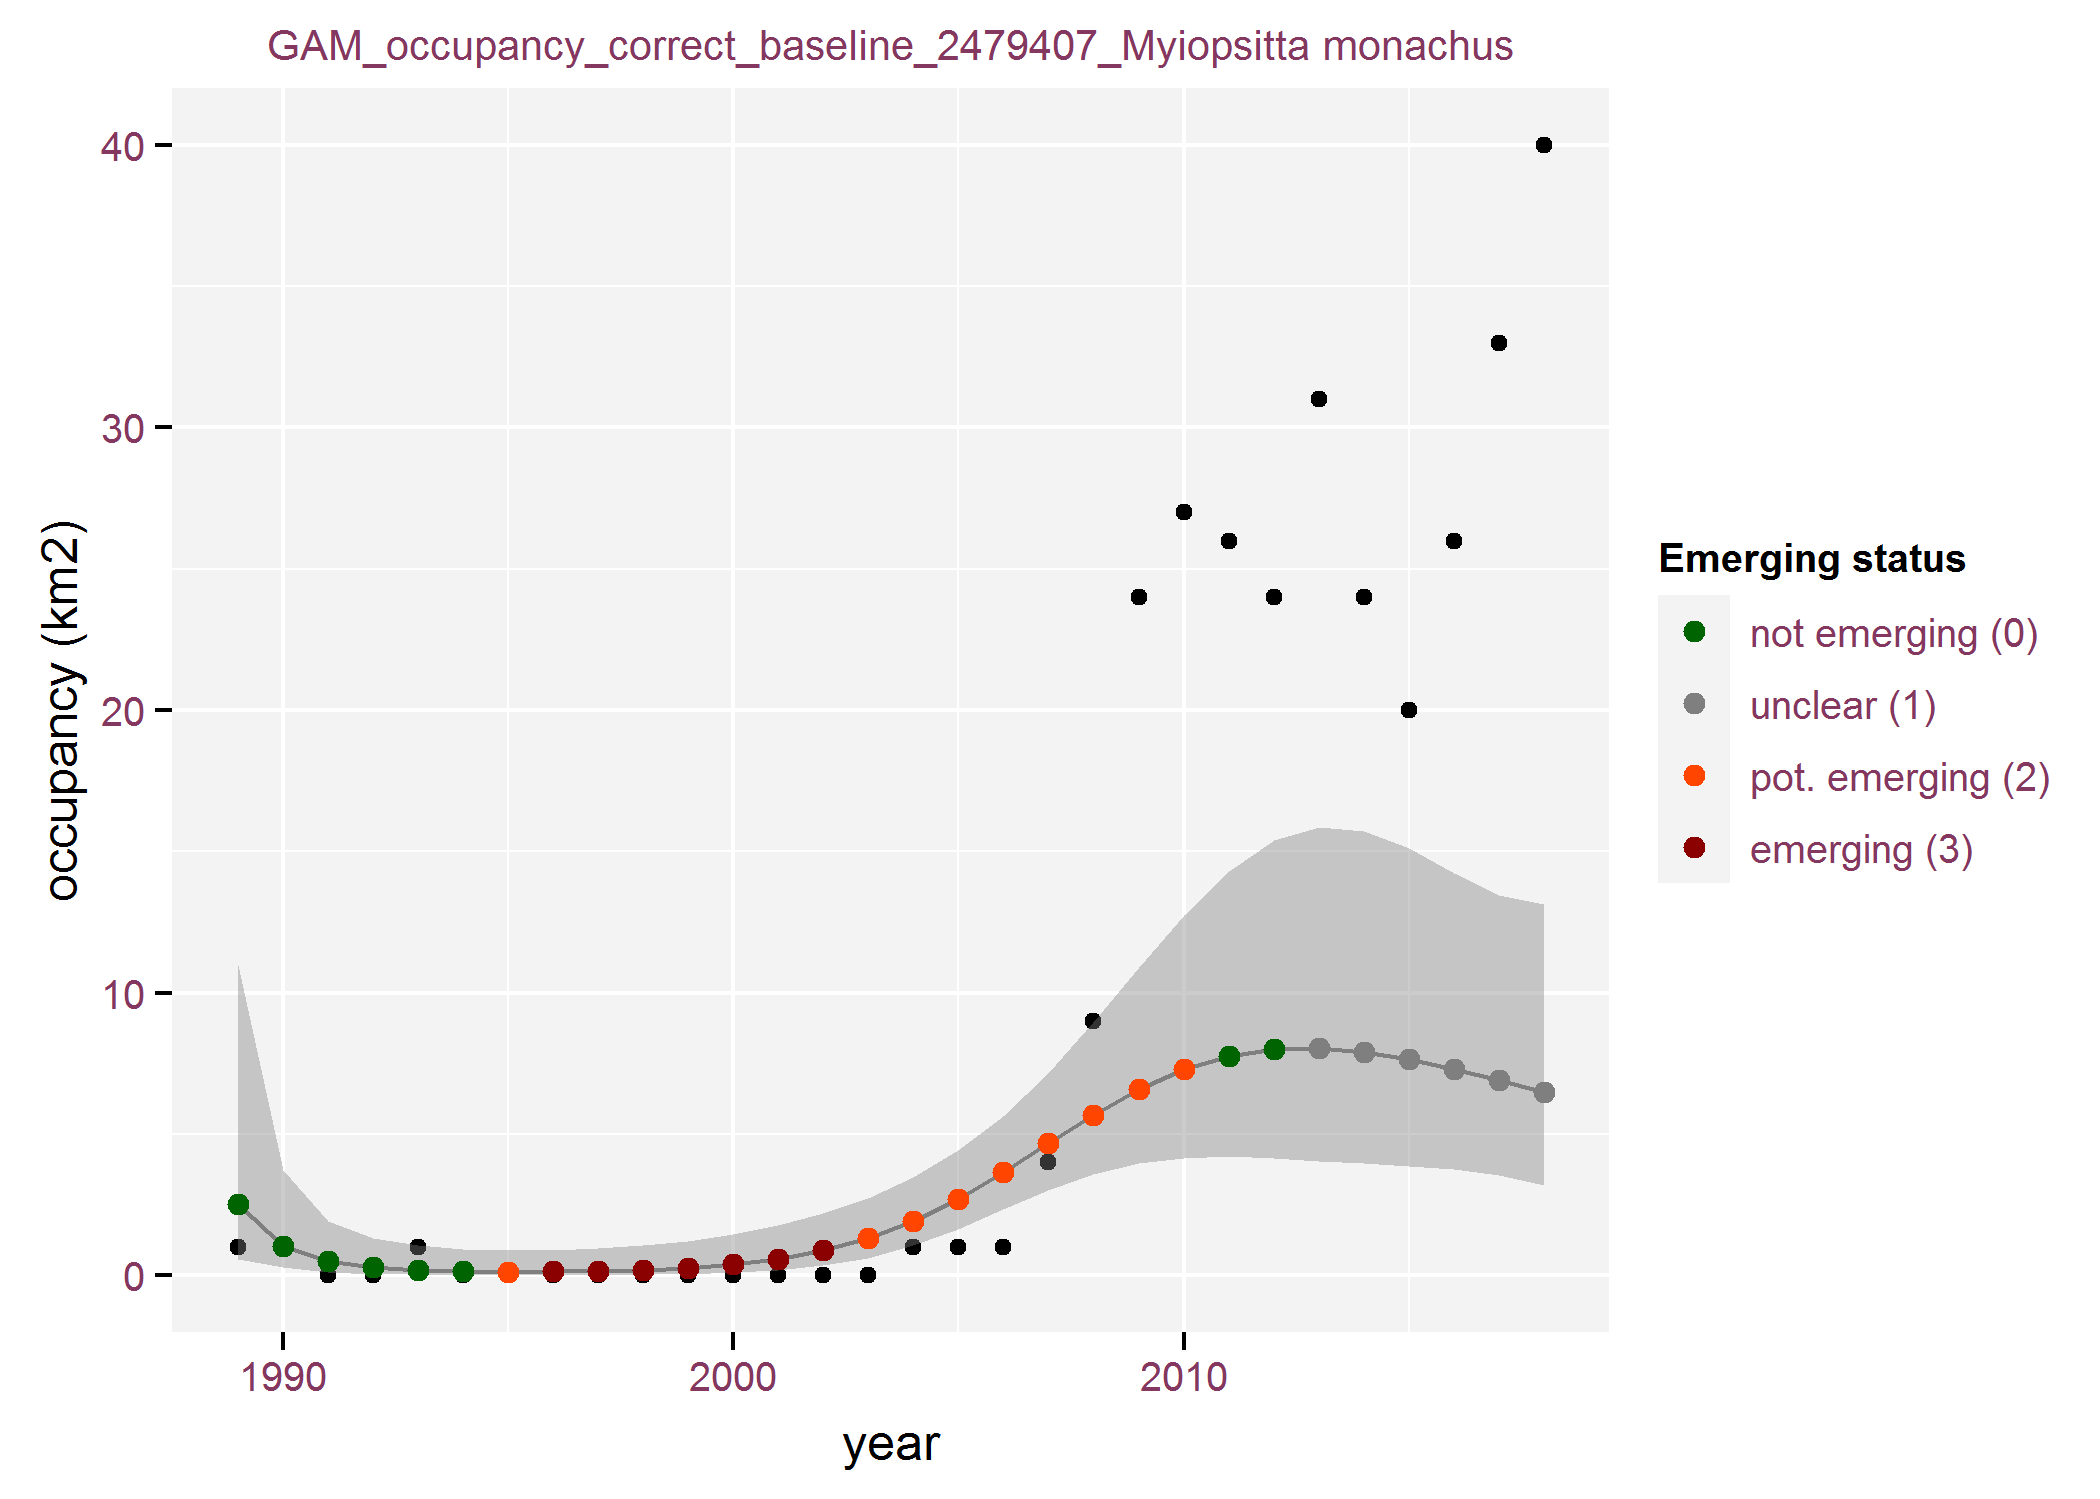 GAM_occupancy_correct_baseline_2479407_Myiopsitta monachus
40
30
20
10
0
occupancy (km2)
1990
2000
2010
year
Emerging status
not emerging (0)
unclear (1)
pot. emerging (2)
emerging (3)